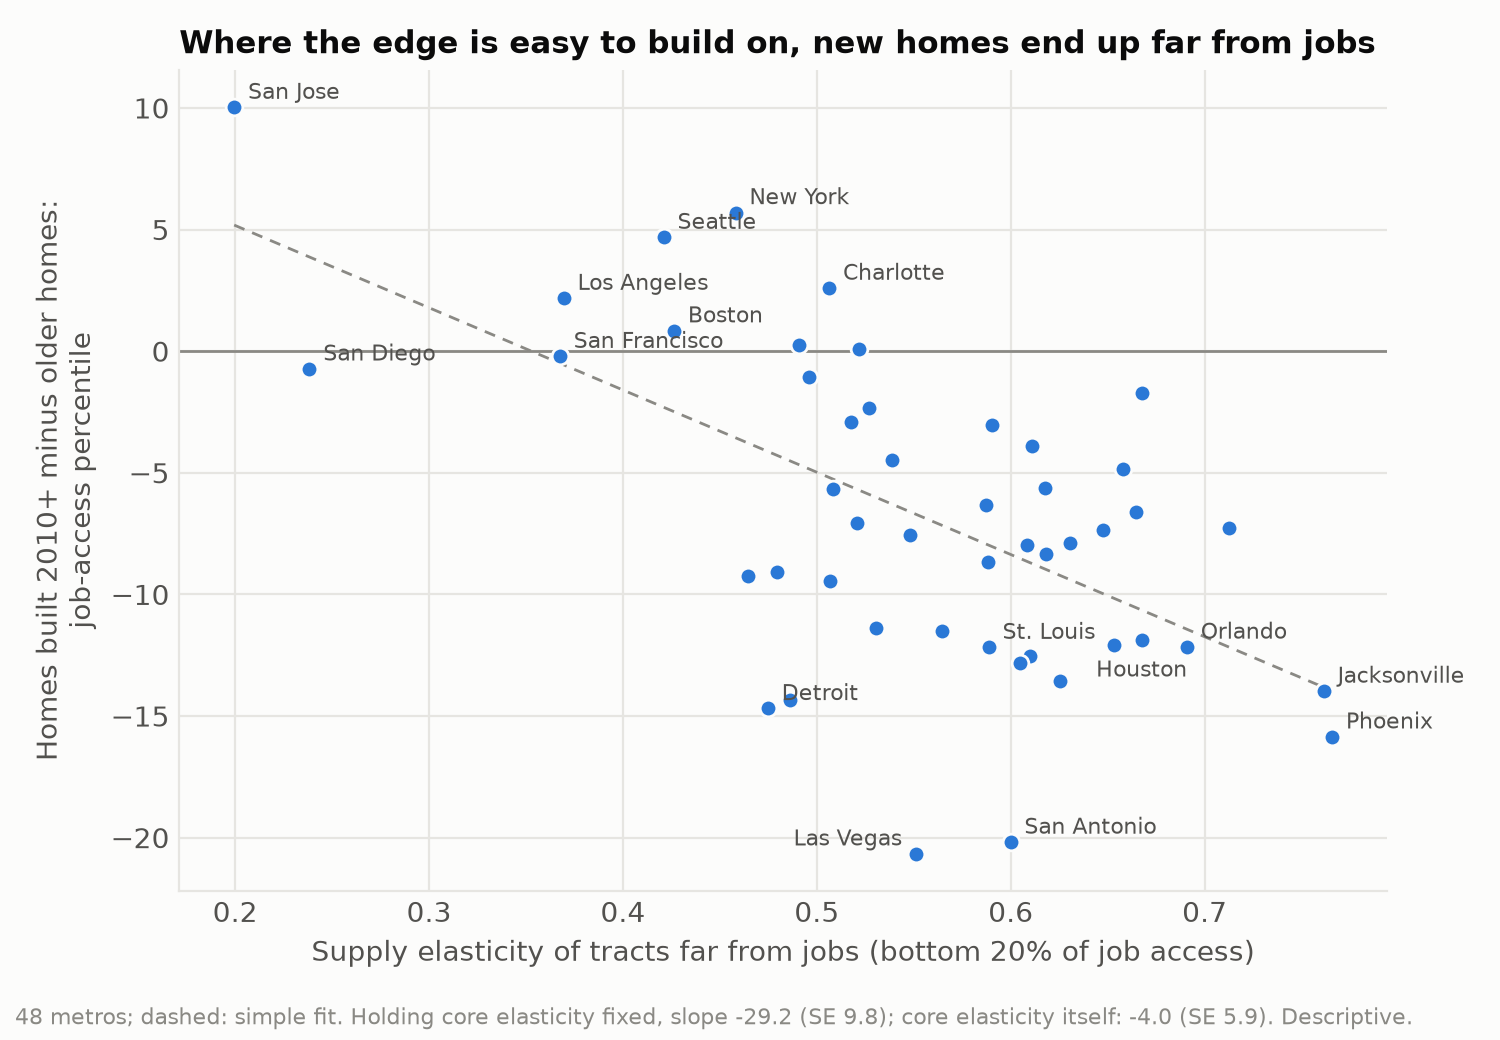 Where the edge is easy to build on, new homes end up far from jobs
Homes built 2010+ minus older homes:
job-access percentile
10
5
0
−5
−10
−15
−20
San Jose
New York
Seattle
Charlotte
Los Angeles
Boston
San Francisco
San Diego
St. Louis
Orlando
Houston
Jacksonville
Detroit
Phoenix
San Antonio
Las Vegas
0.2
0.3
0.4
0.5
0.6
0.7
Supply elasticity of tracts far from jobs (bottom 20% of job access)
48 metros; dashed: simple fit. Holding core elasticity fixed, slope -29.2 (SE 9.8); core elasticity itself: -4.0 (SE 5.9). Descriptive.